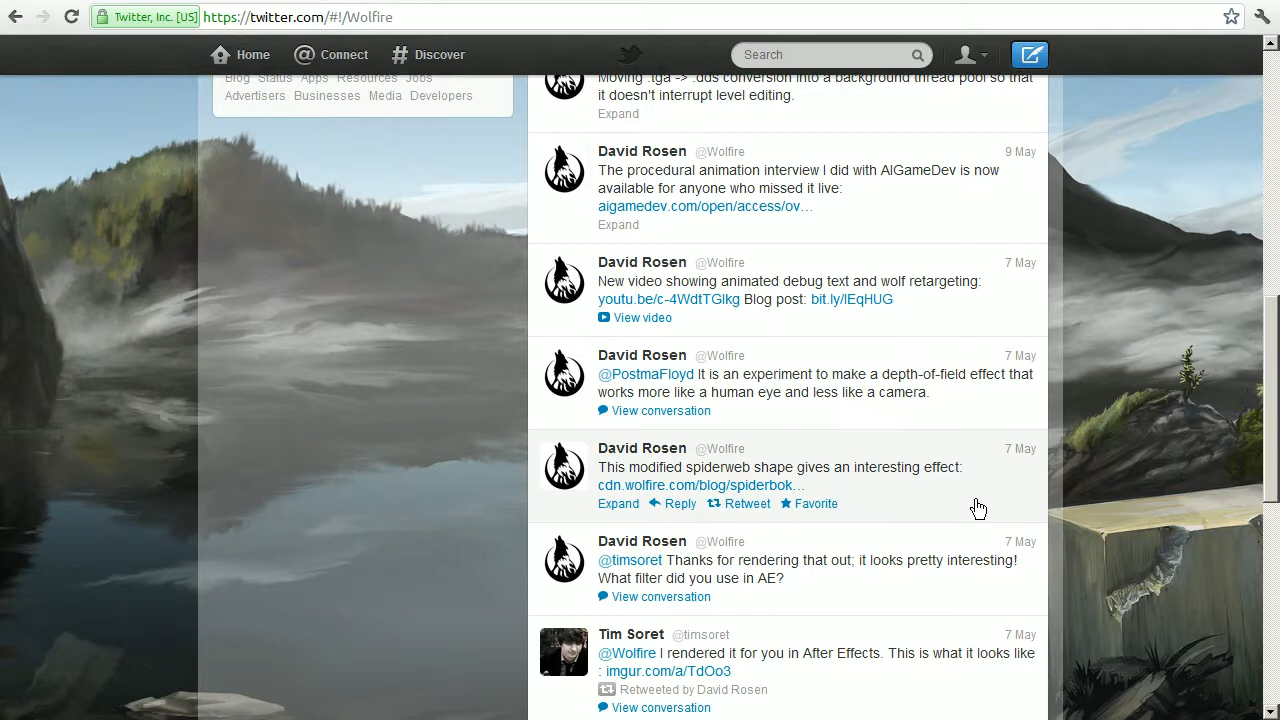 Twitter, Inc. [US] https://twitter.com/#!/Wolfire
Home Connect Discover Search
Blog Status Apps Resources Jobs
Advertisers Businesses Media Developers
Moving .tga -> .dds conversion into a background thread pool so that
it doesn't interrupt level editing.
Expand
David Rosen @Wolfire 9 May
The procedural animation interview I did with AIGameDev is now
available for anyone who missed it live:
aigamedev.com/open/access/ov…
Expand
David Rosen @Wolfire 7 May
New video showing animated debug text and wolf retargeting:
youtu.be/c-4WdtTGlkg Blog post: bit.ly/lEqHUG
View video
David Rosen @Wolfire 7 May
@PostmaFloyd It is an experiment to make a depth-of-field effect that
works more like a human eye and less like a camera.
View conversation
David Rosen @Wolfire 7 May
This modified spiderweb shape gives an interesting effect:
cdn.wolfire.com/blog/spiderbok…
Expand Reply Retweet Favorite
David Rosen @Wolfire 7 May
@timsoret Thanks for rendering that out; it looks pretty interesting!
What filter did you use in AE?
View conversation
Tim Soret @timsoret 7 May
@Wolfire I rendered it for you in After Effects. This is what it looks like
: imgur.com/a/TdOo3
Retweeted by David Rosen
View conversation